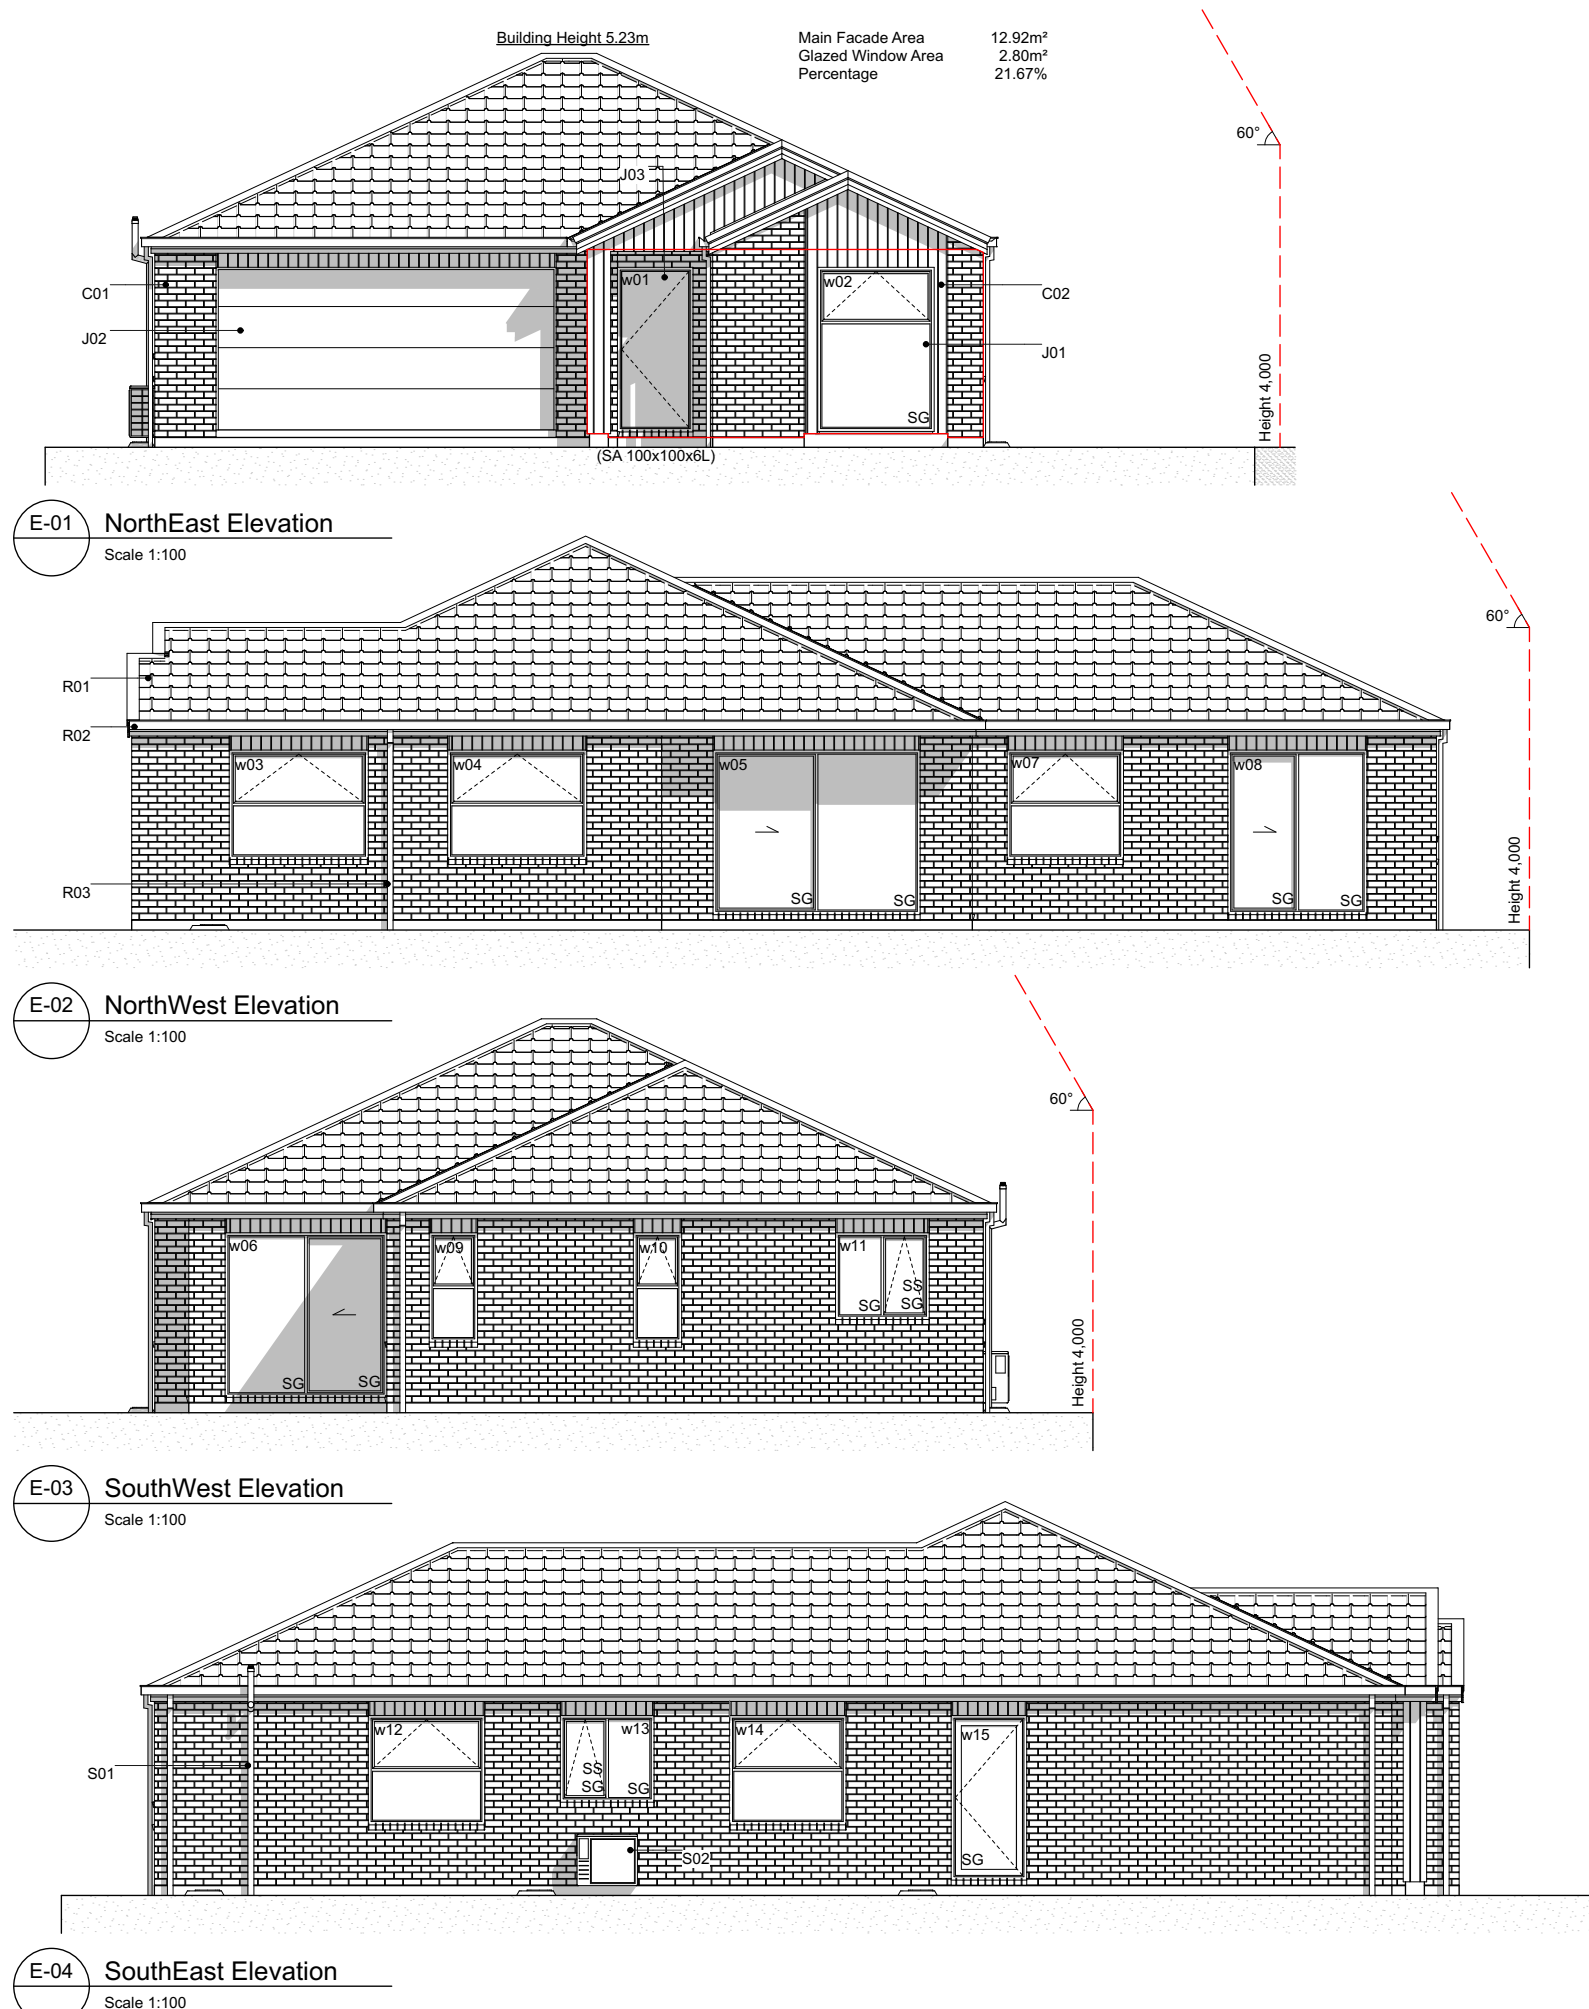 Building Height 5.23m
Main Facade Area 12.92m²
Glazed Window Area 2.80m²
Percentage 21.67%
60°
J03
w01
w02
C01
C02
J02
J01
Height 4,000
SG
(SA 100x100x6L)
E-01 NorthEast Elevation
Scale 1:100
60°
R01
R02
w03
w04
w05
w07
w08
R03
SG
SG
SG
SG
Height 4,000
E-02 NorthWest Elevation
Scale 1:100
60°
w06
w09
w10
w11
SS
SG
SG
SG
SG
Height 4,000
E-03 SouthWest Elevation
Scale 1:100
w12
w13
w14
w15
S01
SS
SG
SG
S02
SG
E-04 SouthEast Elevation
Scale 1:100